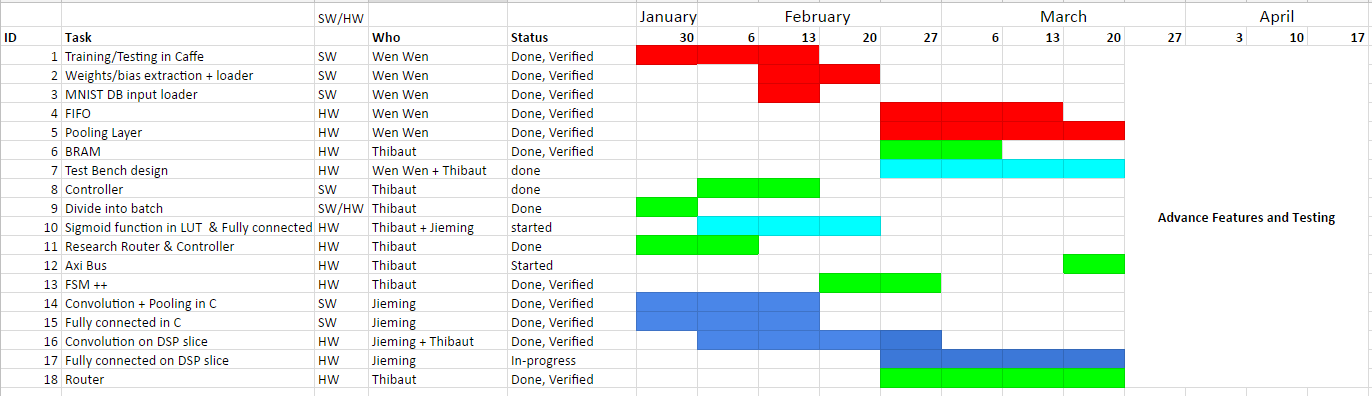 SW/HW January February March April
ID Task Who Status 30 6 13 20 27 6 13 20 27 3 10 17
1 Training/Testing in Caffe SW Wen Wen Done, Verified
2 Weights/bias extraction + loader SW Wen Wen Done, Verified
3 MNIST DB input loader SW Wen Wen Done, Verified
4 FIFO HW Wen Wen Done, Verified
5 Pooling Layer HW Wen Wen Done, Verified
6 BRAM HW Thibaut Done, Verified
7 Test Bench design HW Wen Wen + Thibaut done
8 Controller SW Thibaut done
9 Divide into batch SW/HW Thibaut Done
10 Sigmoid function in LUT & Fully connected HW Thibaut + Jieming started
11 Research Router & Controller HW Thibaut Done
12 Axi Bus HW Thibaut Started
13 FSM ++ HW Thibaut Done, Verified
14 Convolution + Pooling in C SW Jieming Done, Verified
15 Fully connected in C SW Jieming Done, Verified
16 Convolution on DSP slice HW Jieming + Thibaut Done, Verified
17 Fully connected on DSP slice HW Jieming In-progress
18 Router HW Thibaut Done, Verified
Advance Features and Testing